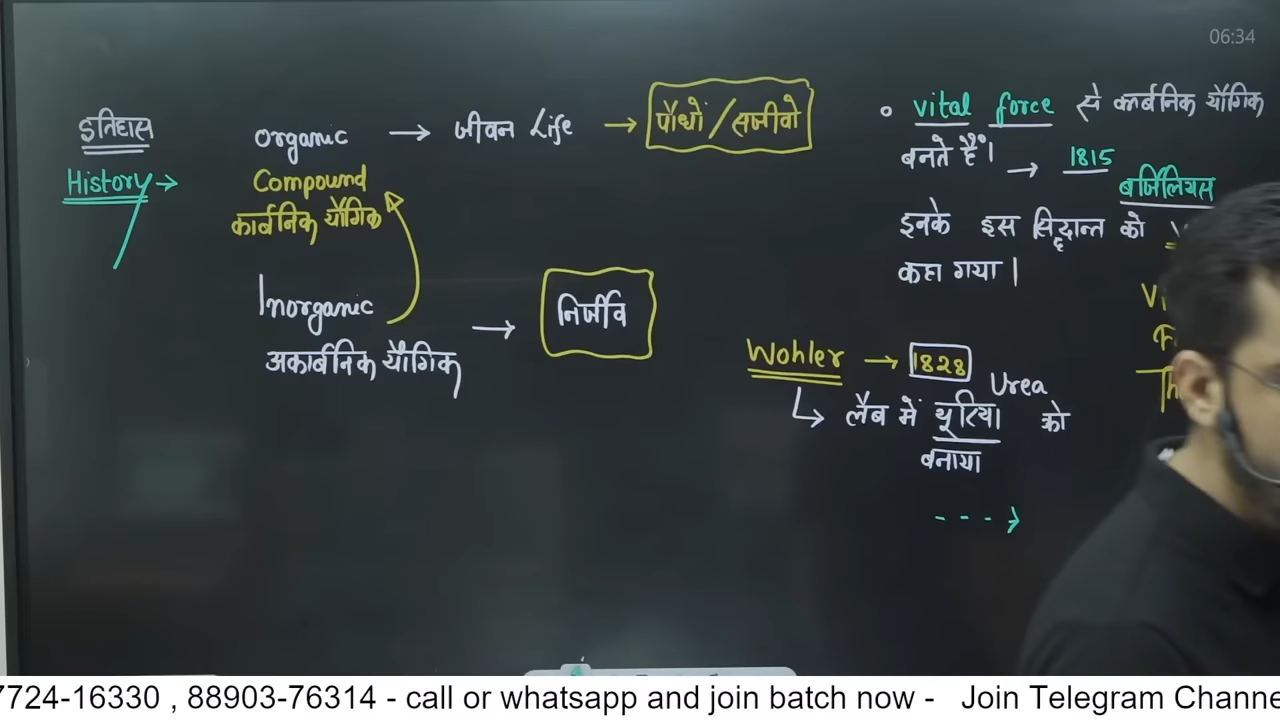 06:34
इतिहास
History →
organic → जीवन Life → पौधों / सजीवो
Compound
कार्बनिक यौगिक
Inorganic → निर्जीव
अकार्बनिक यौगिक
vital force से कार्बनिक यौगिक
बनते हैं। → 1815
बर्जिलियस
इनके इस सिद्धान्त को
कहा गया।
Wohler → 1828
Urea
लैब में यूरिया को
बनाया
7724-16330 , 88903-76314 - call or whatsapp and join batch now - Join Telegram